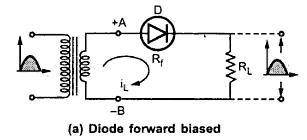 D
+A
R_f
i_L
R_L
–B
(a) Diode forward biased